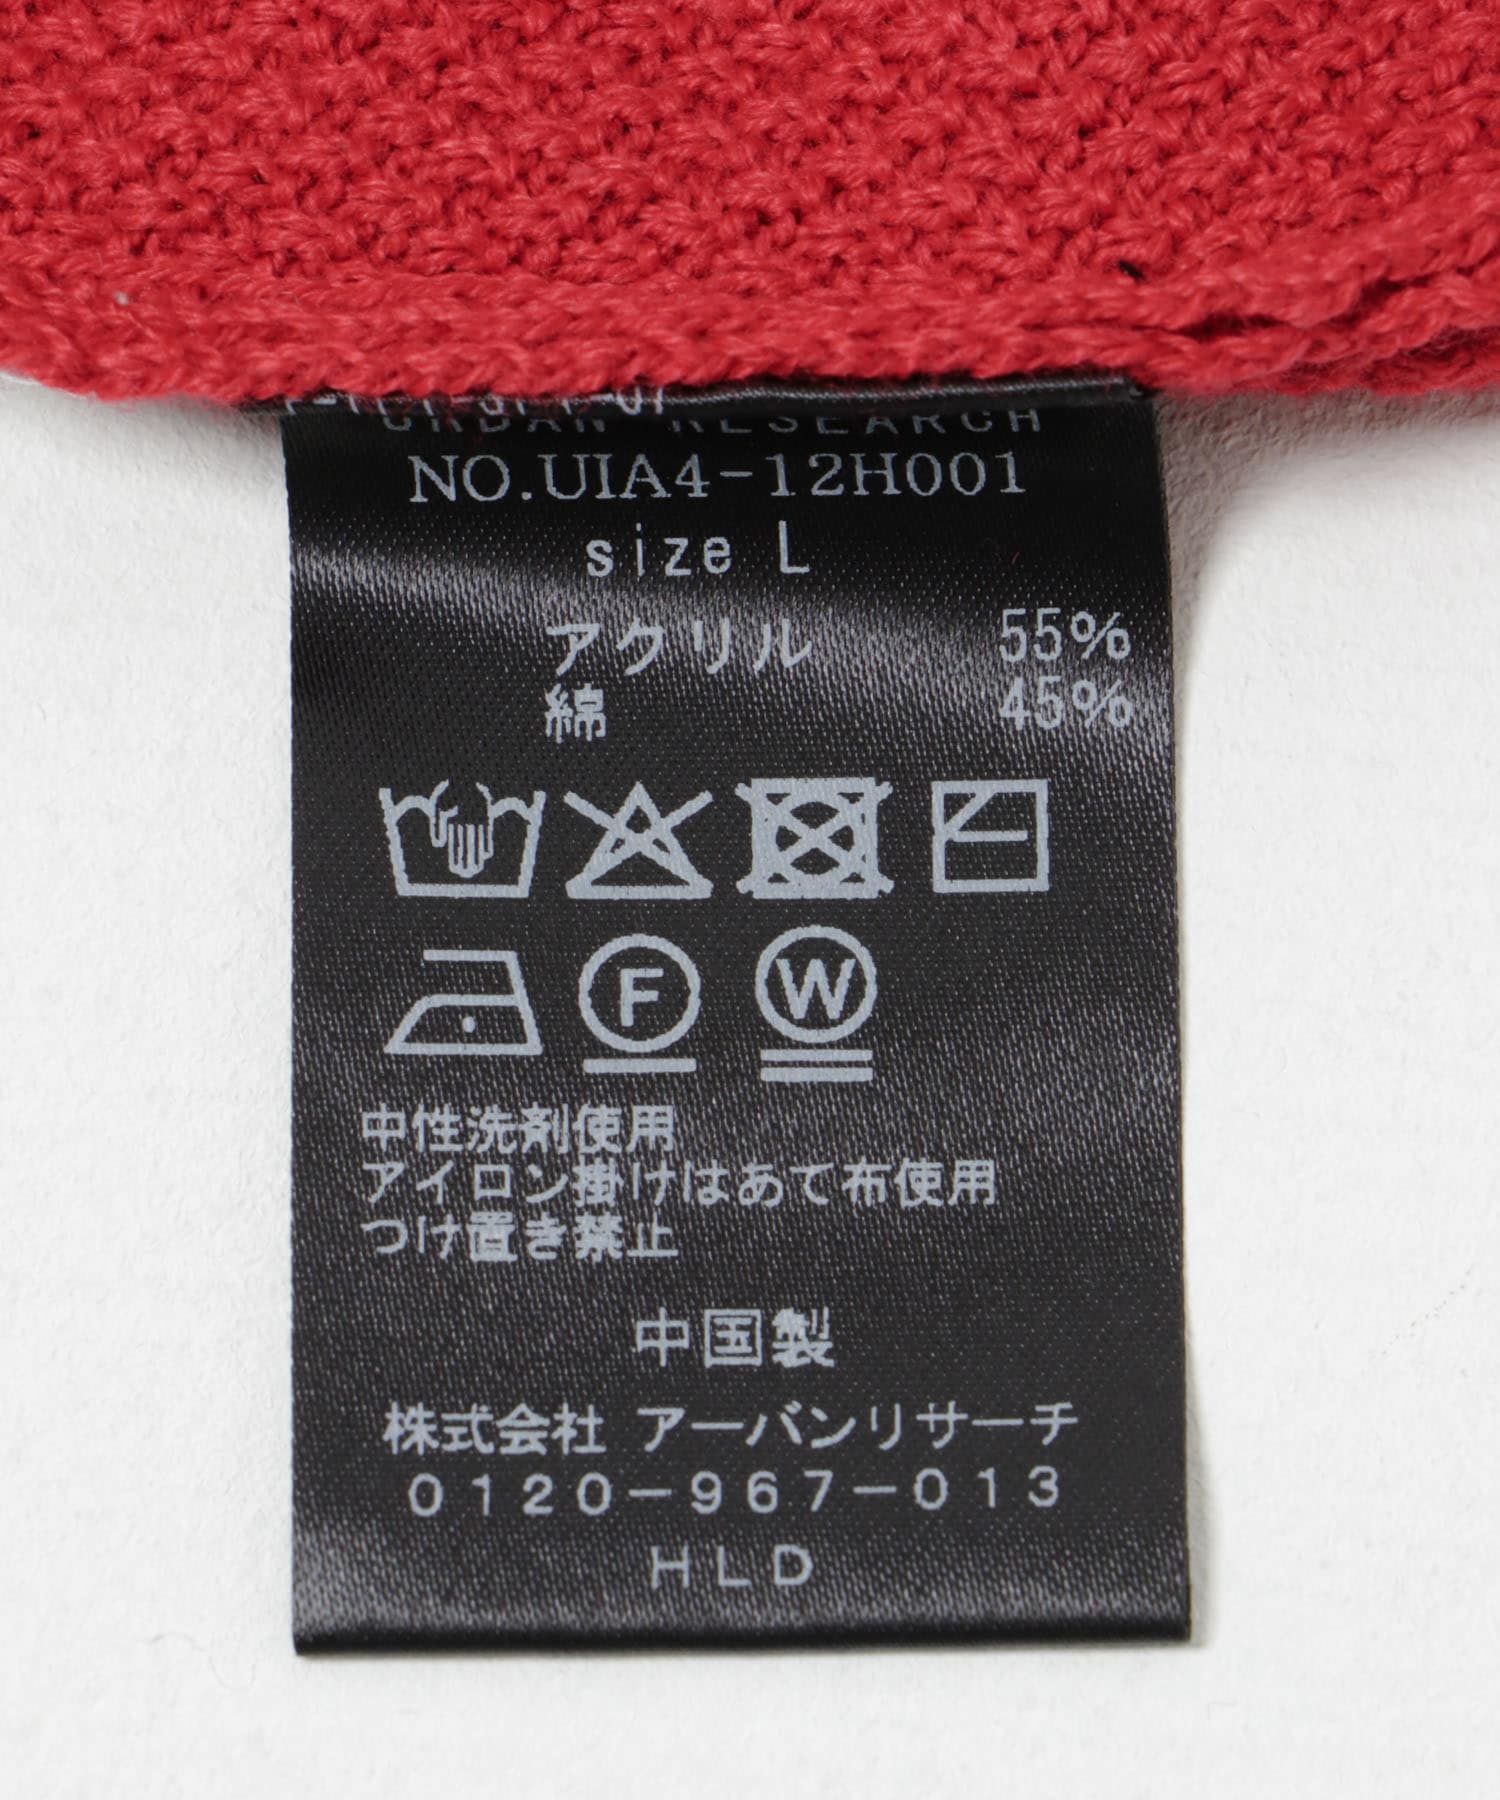 URBAN RESEARCH
NO.UIA4-12H001
size L
アクリル 55%
綿 45%
F
W
中性洗剤使用
アイロン掛けはあて布使用
つけ置き禁止
中国製
株式会社 アーバンリサーチ
0120-967-013
HLD